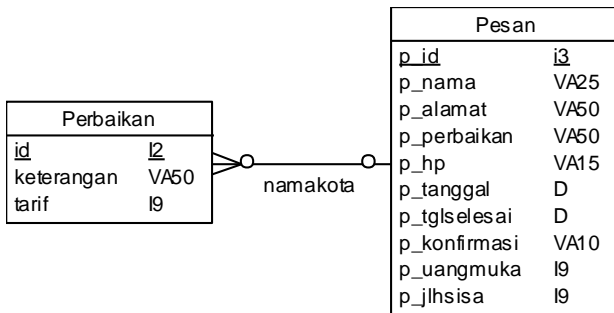 Perbaikan
id I2
keterangan VA50
tarif I9
namakota
Pesan
p_id i3
p_nama VA25
p_alamat VA50
p_perbaikan VA50
p_hp VA15
p_tanggal D
p_tglselesai D
p_konfirmasi VA10
p_uangmuka I9
p_jlhsisa I9